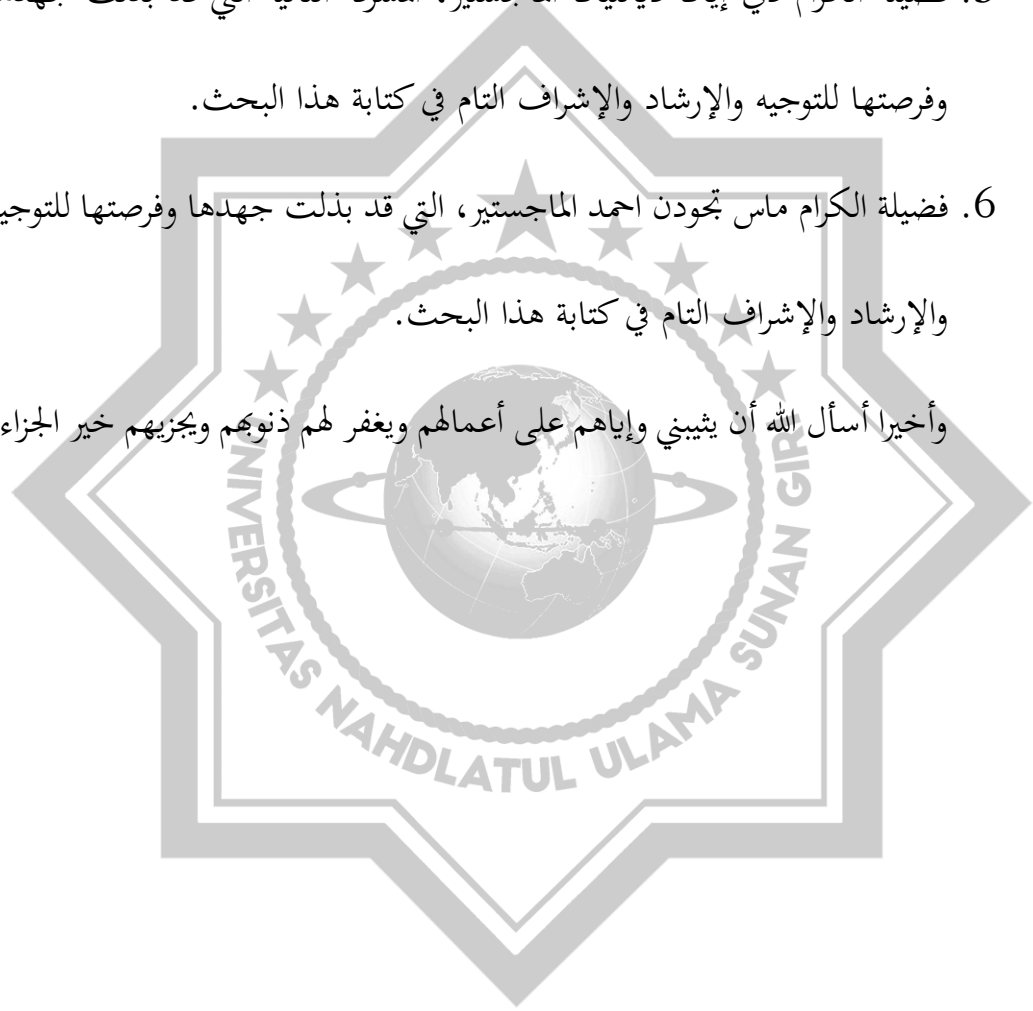 وفرصتها للتوجيه والإرشاد والإشراف التام في كتابة هذا البحث.
6. فضيلة الكرام ماس تجودن احمد الماجستير، التي قد بذلت جهدها وفرصتها للتوجيه
والإرشاد والإشراف التام في كتابة هذا البحث.
وأخيرا أسأل الله أن يثيبني وإياهم على أعمالهم ويغفر لهم ذنوبهم ويجزيهم خير الجزاء
UNIVERSITAS NAHDLATUL ULAMA SUNAN GIRI